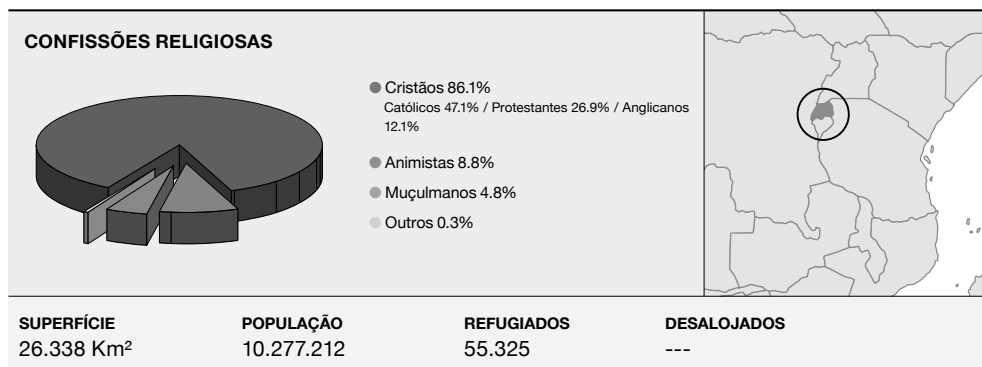 CONFISSÕES RELIGIOSAS
Cristãos 86.1%
Católicos 47.1% / Protestantes 26.9% / Anglicanos
12.1%
Animistas 8.8%
Muçulmanos 4.8%
Outros 0.3%
SUPERFÍCIE
26.338 Km²
POPULAÇÃO
10.277.212
REFUGIADOS
55.325
DESALOJADOS
---